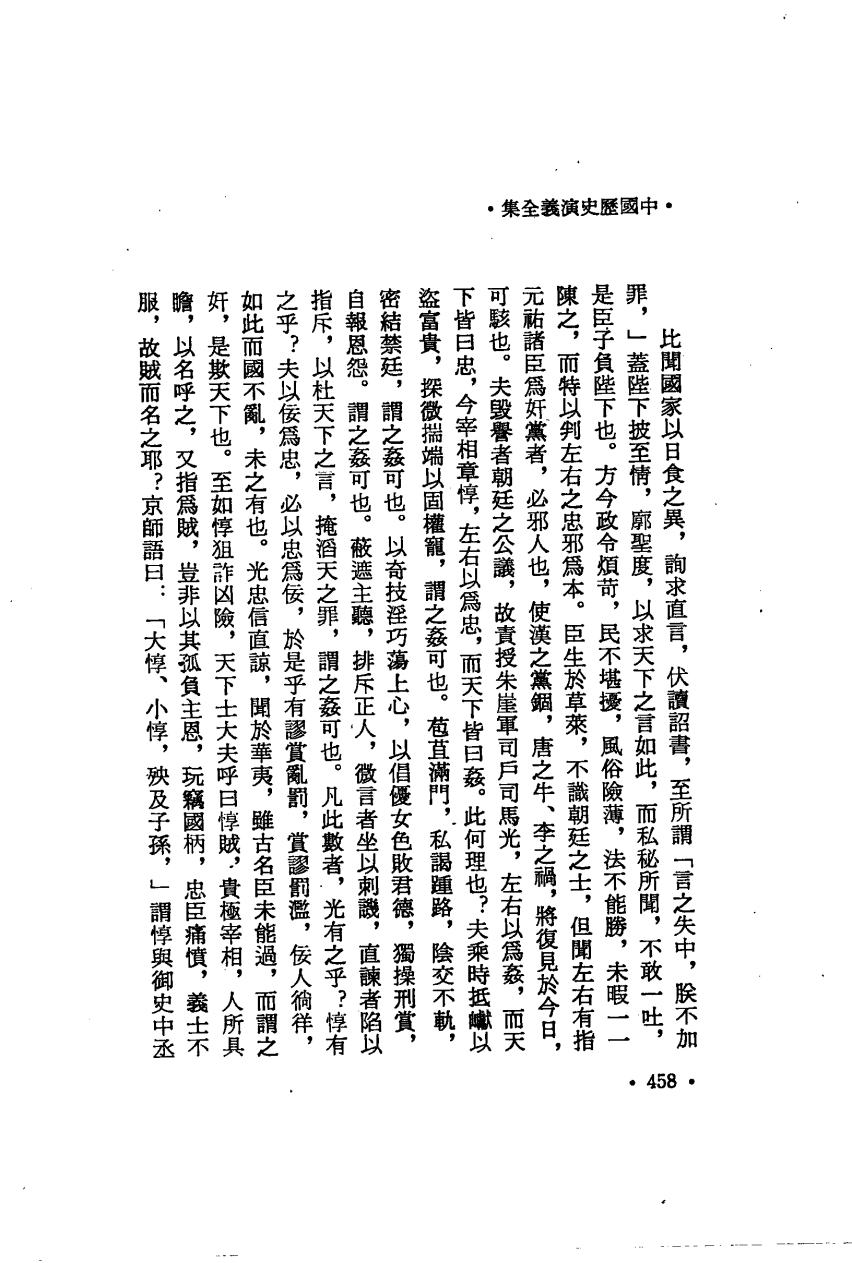 •中國歷史演義全集•
比聞國家以日食之異，詢求直言，伏讀詔書，至所謂「言之失中，朕不加
罪，」蓋陛下披至情，廓聖度，以求天下之言如此，而私秘所聞，不敢一吐，
是臣子負陛下也。方今政令煩苛，民不堪擾，風俗險薄，法不能勝，未暇一一
陳之，而特以判左右之忠邪爲本。臣生於草萊，不識朝廷之士，但聞左右有指
元祐諸臣爲奸黨者，必邪人也，使漢之黨錮，唐之牛、李之禍，將復見於今日，
可駭也。夫毀譽者朝廷之公議，故責授朱崖軍司戶司馬光，左右以爲姦，而天
下皆曰忠，今宰相章惇，左右以爲忠，而天下皆曰姦。此何理也？夫乘時抵巇以
盜富貴，探微揣端以固權寵，謂之姦可也。苞苴滿門，私謁踵路，陰交不軌，
密結禁廷，謂之姦可也。以奇技淫巧蕩上心，以倡優女色敗君德，獨操刑賞，
自報恩怨。謂之姦可也。蔽遮主聽，排斥正人，微言者坐以刺譏，直諫者陷以
指斥，以杜天下之言，掩滔天之罪，謂之姦可也。凡此數者，光有之乎？惇有
之乎？夫以佞爲忠，必以忠爲佞，於是乎有謬賞亂罰，賞謬罰濫，佞人徜徉，
如此而國不亂，未之有也。光忠信直諒，聞於華夷，雖古名臣未能過，而謂之
奸，是欺天下也。至如惇狙詐凶險，天下士大夫呼曰惇賊，貴極宰相，人所具
瞻，以名呼之，又指爲賊，豈非以其孤負主恩，玩竊國柄，忠臣痛憤，義士不
服，故賊而名之耶？京師語曰：「大惇、小惇，殃及子孫，」謂惇與御史中丞
•458•